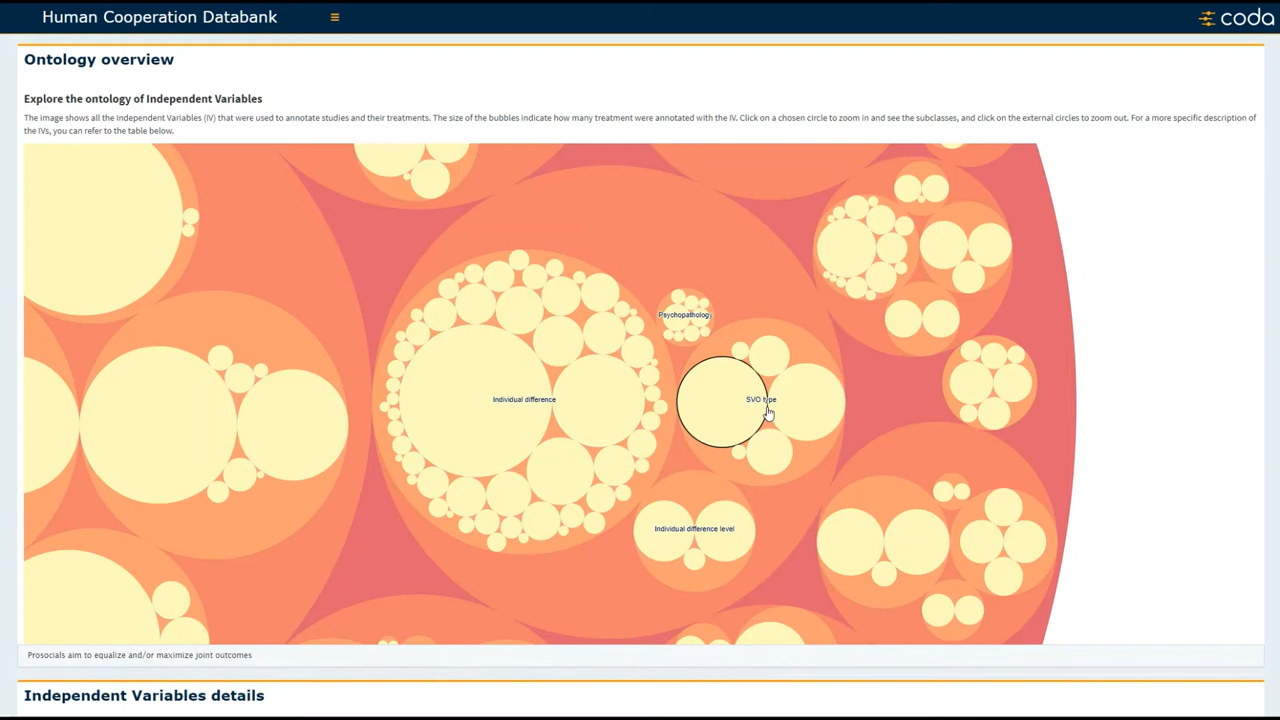 Human Cooperation Databank
coda
Ontology overview
Explore the ontology of Independent Variables
The image shows all the Independent Variables (IV) that were used to annotate studies and their treatments. The size of the bubbles indicate how many treatment were annotated with the IV. Click on a chosen circle to zoom in and see the subclasses, and click on the external circles to zoom out. For a more specific description of
the IVs, you can refer to the table below.
Psychopathology
Individual difference
SVO type
Individual difference level
Prosocials aim to equalize and/or maximize joint outcomes
Independent Variables details